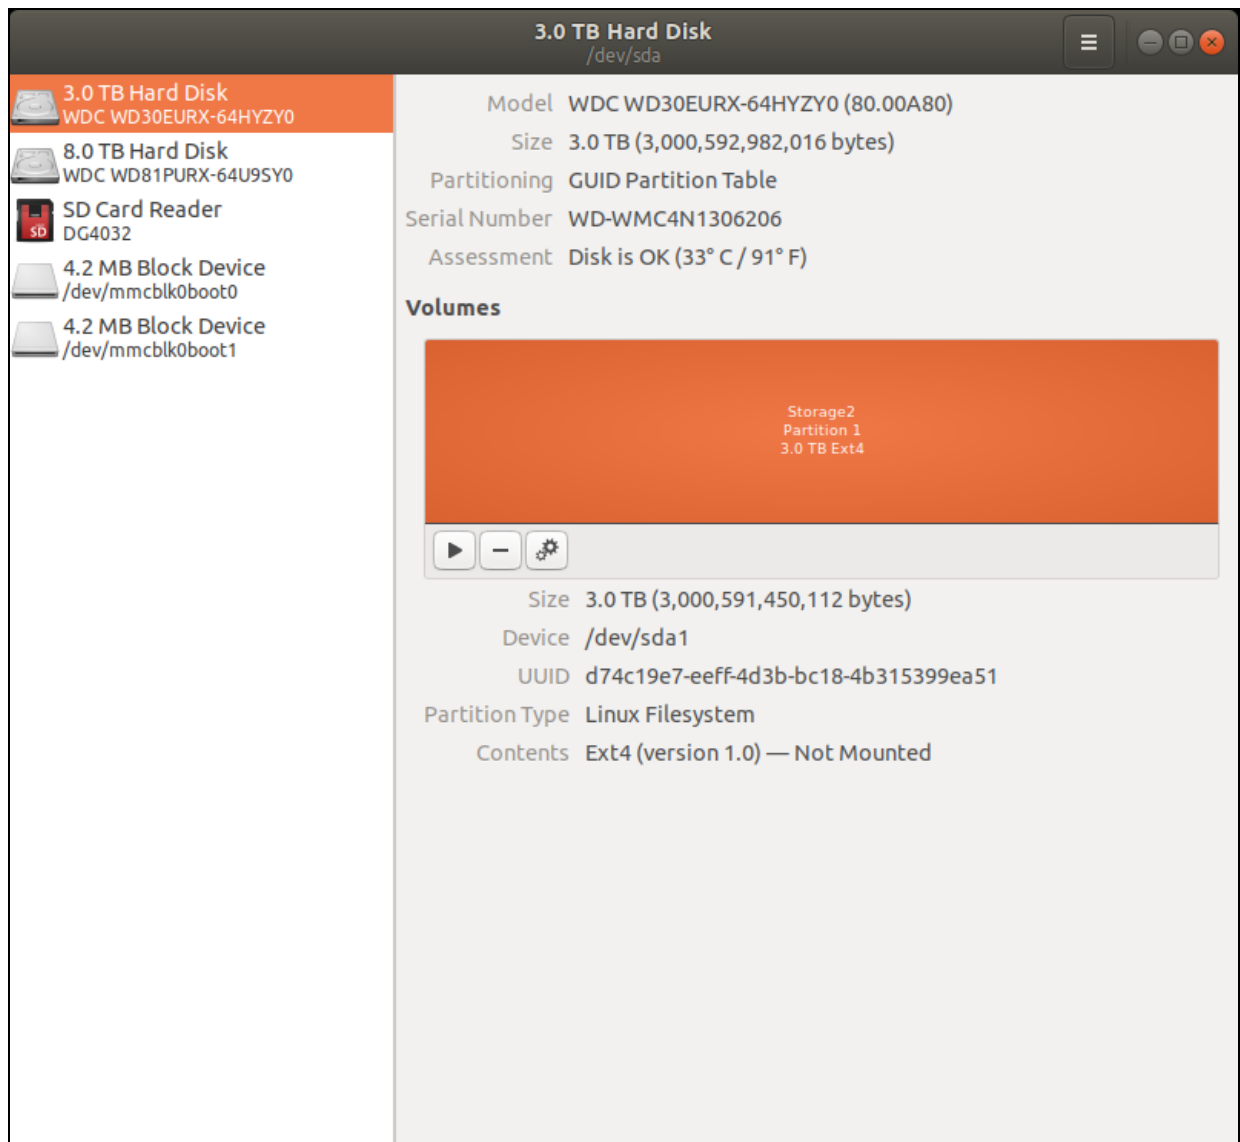 3.0 TB Hard Disk
/dev/sda
3.0 TB Hard Disk
WDC WD30EURX-64HYZY0
8.0 TB Hard Disk
WDC WD81PURX-64U9SY0
SD Card Reader
DG4032
4.2 MB Block Device
/dev/mmcblk0boot0
4.2 MB Block Device
/dev/mmcblk0boot1
Model WDC WD30EURX-64HYZY0 (80.00A80)
Size 3.0 TB (3,000,592,982,016 bytes)
Partitioning GUID Partition Table
Serial Number WD-WMC4N1306206
Assessment Disk is OK (33° C / 91° F)
Volumes
Storage2
Partition 1
3.0 TB Ext4
Size 3.0 TB (3,000,591,450,112 bytes)
Device /dev/sda1
UUID d74c19e7-eeff-4d3b-bc18-4b315399ea51
Partition Type Linux Filesystem
Contents Ext4 (version 1.0) — Not Mounted